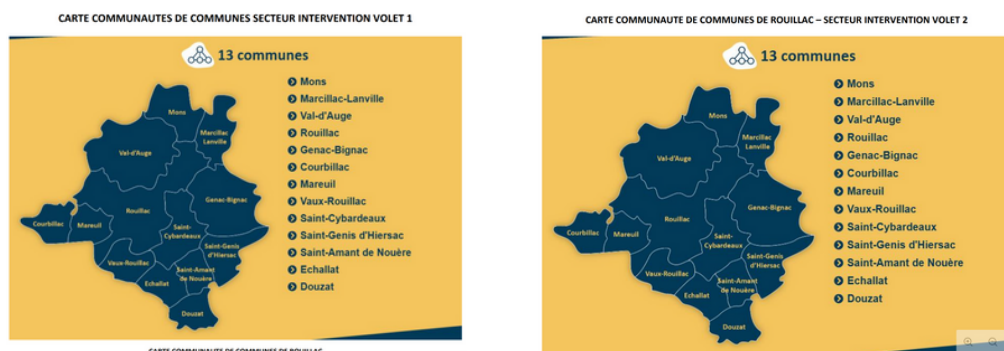 CARTE COMMUNAUTES DE COMMUNES SECTEUR INTERVENTION VOLET 1
13 communes
Mons
Marcillac-Lanville
Val-d'Auge
Rouillac
Genac-Bignac
Courbillac
Mareuil
Vaux-Rouillac
Saint-Cybardeaux
Saint-Genis d'Hiersac
Saint-Amant de Nouère
Echallat
Douzat
Mons
Marcillac
Lanville
Val-d'Auge
Genac-Bignac
Rouillac
Courbillac
Mareuil
Saint-
Cybardeaux
Saint-Genis
d'Hiersac
Vaux-Rouillac
Saint-Amant
de Nouère
Echallat
Douzat
CARTE COMMUNAUTE DE COMMUNES DE ROUILLAC
CARTE COMMUNAUTE DE COMMUNES DE ROUILLAC – SECTEUR INTERVENTION VOLET 2
13 communes
Mons
Marcillac-Lanville
Val-d'Auge
Rouillac
Genac-Bignac
Courbillac
Mareuil
Vaux-Rouillac
Saint-Cybardeaux
Saint-Genis d'Hiersac
Saint-Amant de Nouère
Echallat
Douzat
Mons
Marcillac
Lanville
Val-d'Auge
Genac-Bignac
Rouillac
Courbillac
Mareuil
Saint-
Cybardeaux
Saint-Genis
d'Hiersac
Vaux-Rouillac
Saint-Amant
de Nouère
Echallat
Douzat